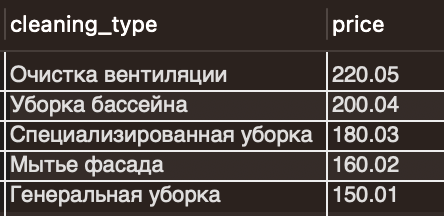 cleaning_type price
Очистка вентиляции 220.05
Уборка бассейна 200.04
Специализированная уборка 180.03
Мытье фасада 160.02
Генеральная уборка 150.01